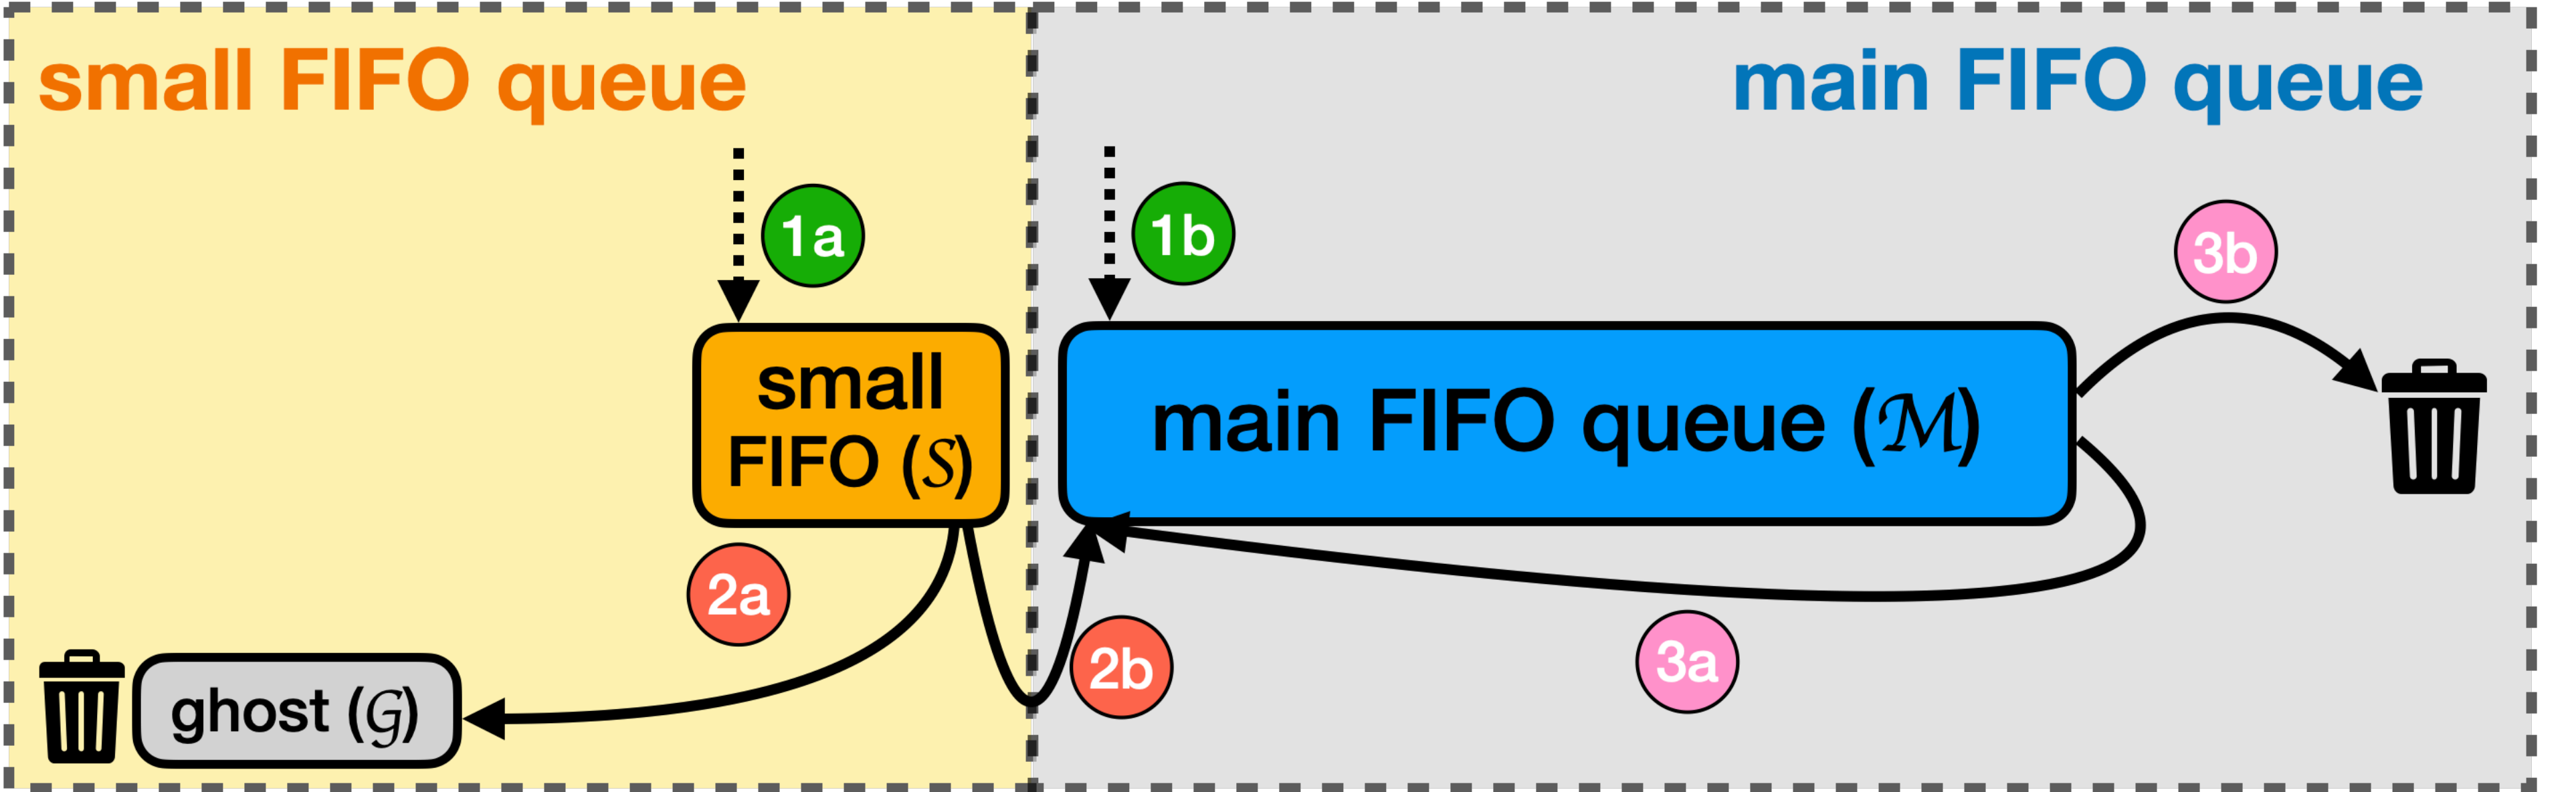 small FIFO queue
main FIFO queue
1a
1b
3b
small
FIFO (S)
main FIFO queue (M)
2a
2b
3a
ghost (G)